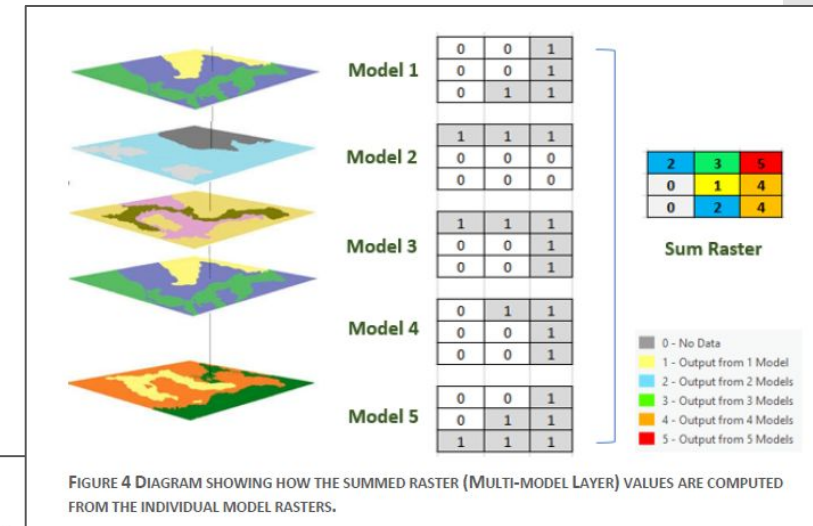 Model 1
0 0 1
0 0 1
0 1 1
Model 2
1 1 1
0 0 0
0 0 0
Model 3
1 1 1
0 0 1
0 0 1
Model 4
0 1 1
0 0 1
0 0 1
Model 5
0 0 1
0 1 1
1 1 1
2 3 5
0 1 4
0 2 4
Sum Raster
0 - No Data
1 - Output from 1 Model
2 - Output from 2 Models
3 - Output from 3 Models
4 - Output from 4 Models
5 - Output from 5 Models
FIGURE 4 DIAGRAM SHOWING HOW THE SUMMED RASTER (MULTI-MODEL LAYER) VALUES ARE COMPUTED
FROM THE INDIVIDUAL MODEL RASTERS.